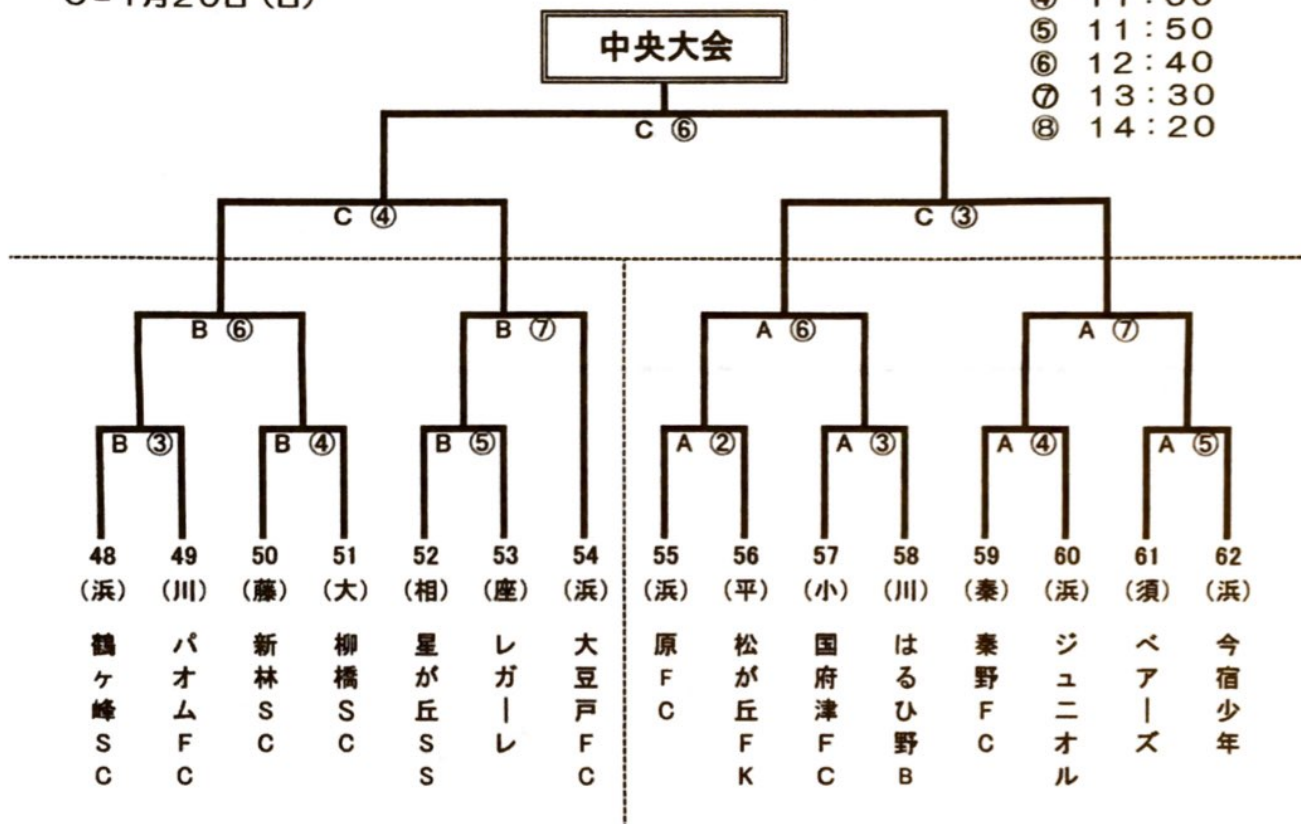 ④ 11:00
中央大会
⑤ 11:50
⑥ 12:40
⑦ 13:30
⑧ 14:20
C ⑥
C ④
C ③
B ⑥
B ⑦
A ⑥
A ⑦
B ③
B ④
B ⑤
A ②
A ③
A ④
A ⑤
48 49 50 51 52 53 54 55 56 57 58 59 60 61 62
(浜) (川) (藤) (大) (相) (座) (浜) (浜) (平) (小) (川) (秦) (浜) (須) (浜)
鶴ヶ峰SC
パオムFC
新林SC
柳橋SC
星が丘SS
レガーレ
大豆戸FC
原FC
松が丘FK
国府津FC
はるひ野B
秦野FC
ジュニオル
ベアーズ
今宿少年